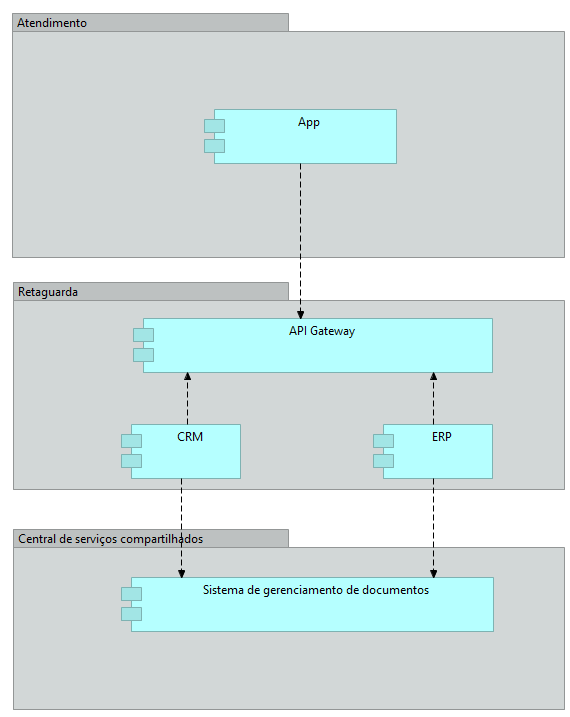 Atendimento
App
Retaguarda
API Gateway
CRM
ERP
Central de serviços compartilhados
Sistema de gerenciamento de documentos